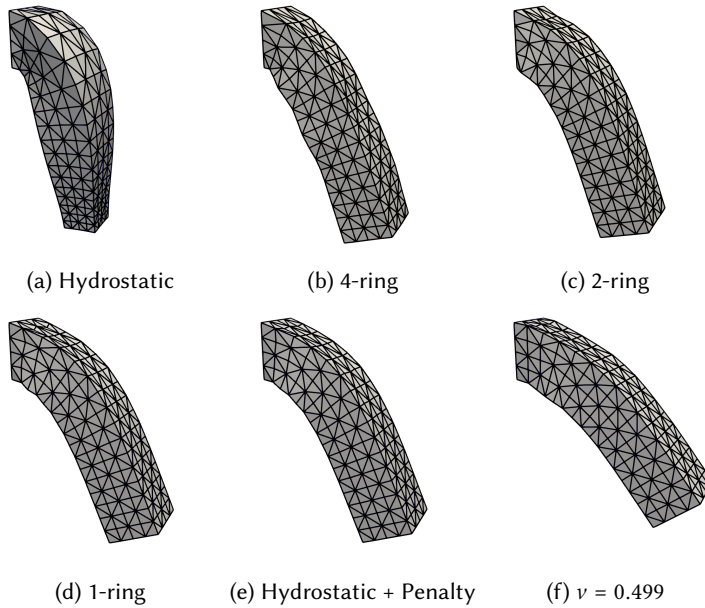 (a) Hydrostatic
(b) 4-ring
(c) 2-ring
(d) 1-ring
(e) Hydrostatic + Penalty
(f) ν = 0.499